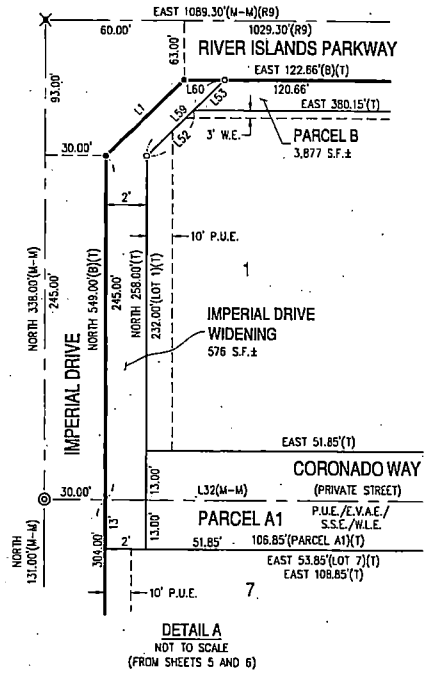 EAST 1089.30'(M-M)(R9)
60.00'
1029.30'(R9)
63.00'
RIVER ISLANDS PARKWAY
EAST 122.66'(B)(T)
93.00'
L60
120.66'
L53
L1
L59
EAST 380.15'(T)
L52
3' W.E.
PARCEL B
3,877 S.F.±
30.00'
2'
10' P.U.E.
1
NORTH 338.00'(M-M)
245.00'
NORTH 549.00'(B)(T)
245.00'
NORTH 258.00'(T)
232.00'(LOT 1)(T)
IMPERIAL DRIVE
WIDENING
576 S.F.±
IMPERIAL DRIVE
EAST 51.85'(T)
CORONADO WAY
(PRIVATE STREET)
13.00'
30.00'
L32(M-M)
P.U.E./E.V.A.E./
S.S.E./W.L.E.
PARCEL A1
13.00'
13'
2'
51.85'
106.85'(PARCEL A1)(T)
NORTH
131.00'(M-M)
304.00'
EAST 53.85'(LOT 7)(T)
EAST 108.85'(T)
10' P.U.E.
7
DETAIL A
NOT TO SCALE
(FROM SHEETS 5 AND 6)